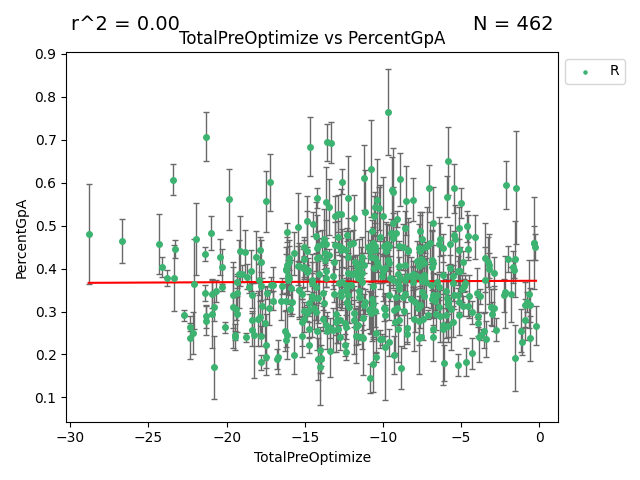 r^2 = 0.00
N = 462
TotalPreOptimize vs PercentGpA
R
PercentGpA
0.9
0.8
0.7
0.6
0.5
0.4
0.3
0.2
0.1
−30 −25 −20 −15 −10 −5 0
TotalPreOptimize